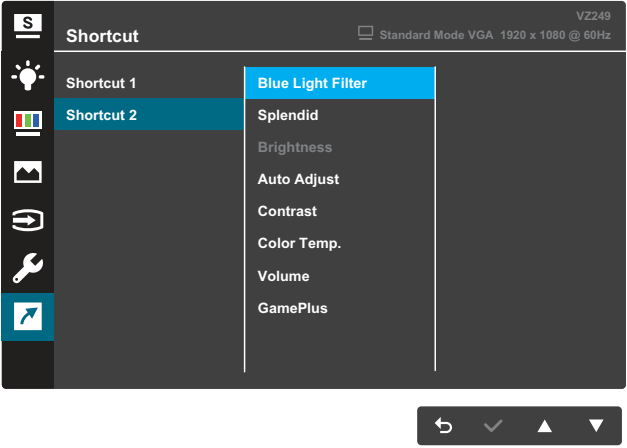 S
VZ249
Shortcut
Standard Mode VGA 1920 x 1080 @ 60Hz
Shortcut 1
Shortcut 2
Blue Light Filter
Splendid
Brightness
Auto Adjust
Contrast
Color Temp.
Volume
GamePlus